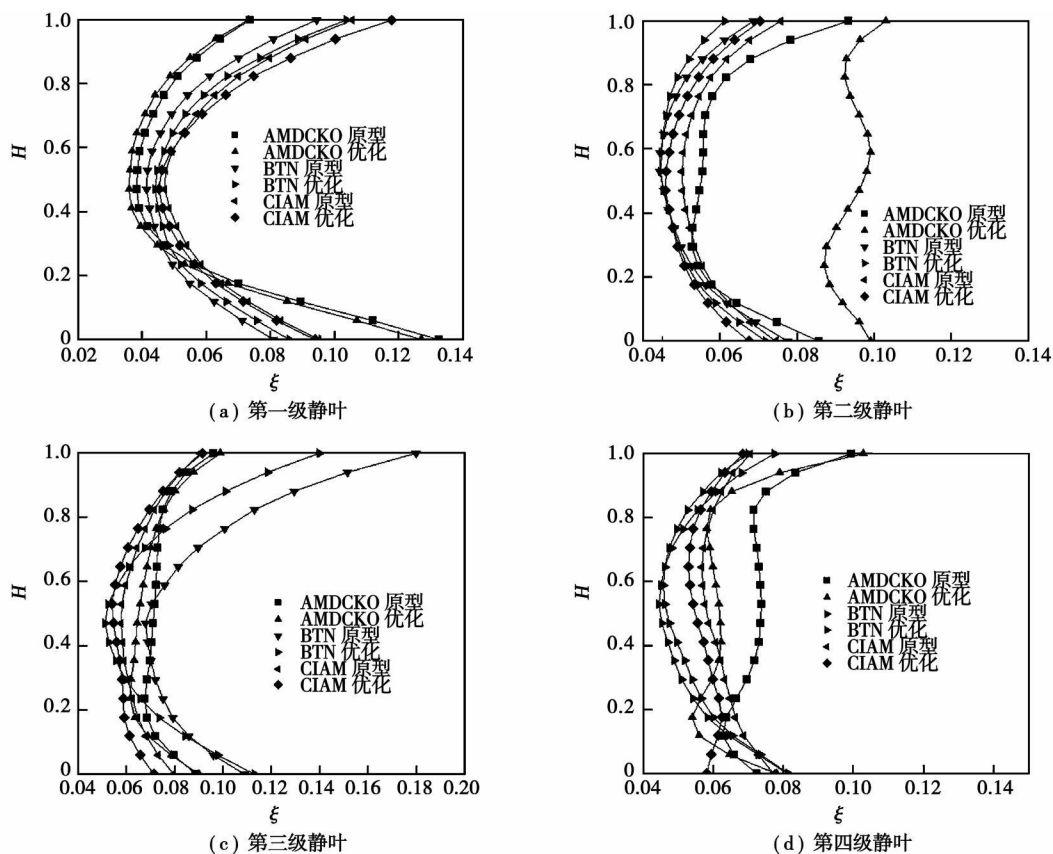 1.0
0.8
0.6
0.4
0.2
0
H
AMDCKO 原型
AMDCKO 优化
BTN 原型
BTN 优化
CIAM 原型
CIAM 优化
0.02 0.04 0.06 0.08 0.10 0.12 0.14
ξ
(a) 第一级静叶
1.0
0.8
0.6
0.4
0.2
0
H
AMDCKO 原型
AMDCKO 优化
BTN 原型
BTN 优化
CIAM 原型
CIAM 优化
0.04 0.06 0.08 0.10 0.12 0.14
ξ
(b) 第二级静叶
1.0
0.8
0.6
0.4
0.2
0
H
AMDCKO 原型
AMDCKO 优化
BTN 原型
BTN 优化
CIAM 原型
CIAM 优化
0.04 0.06 0.08 0.10 0.12 0.14 0.16 0.18 0.20
ξ
(c) 第三级静叶
1.0
0.8
0.6
0.4
0.2
0
H
AMDCKO 原型
AMDCKO 优化
BTN 原型
BTN 优化
CIAM 原型
CIAM 优化
0.04 0.06 0.08 0.10 0.12 0.14
ξ
(d) 第四级静叶